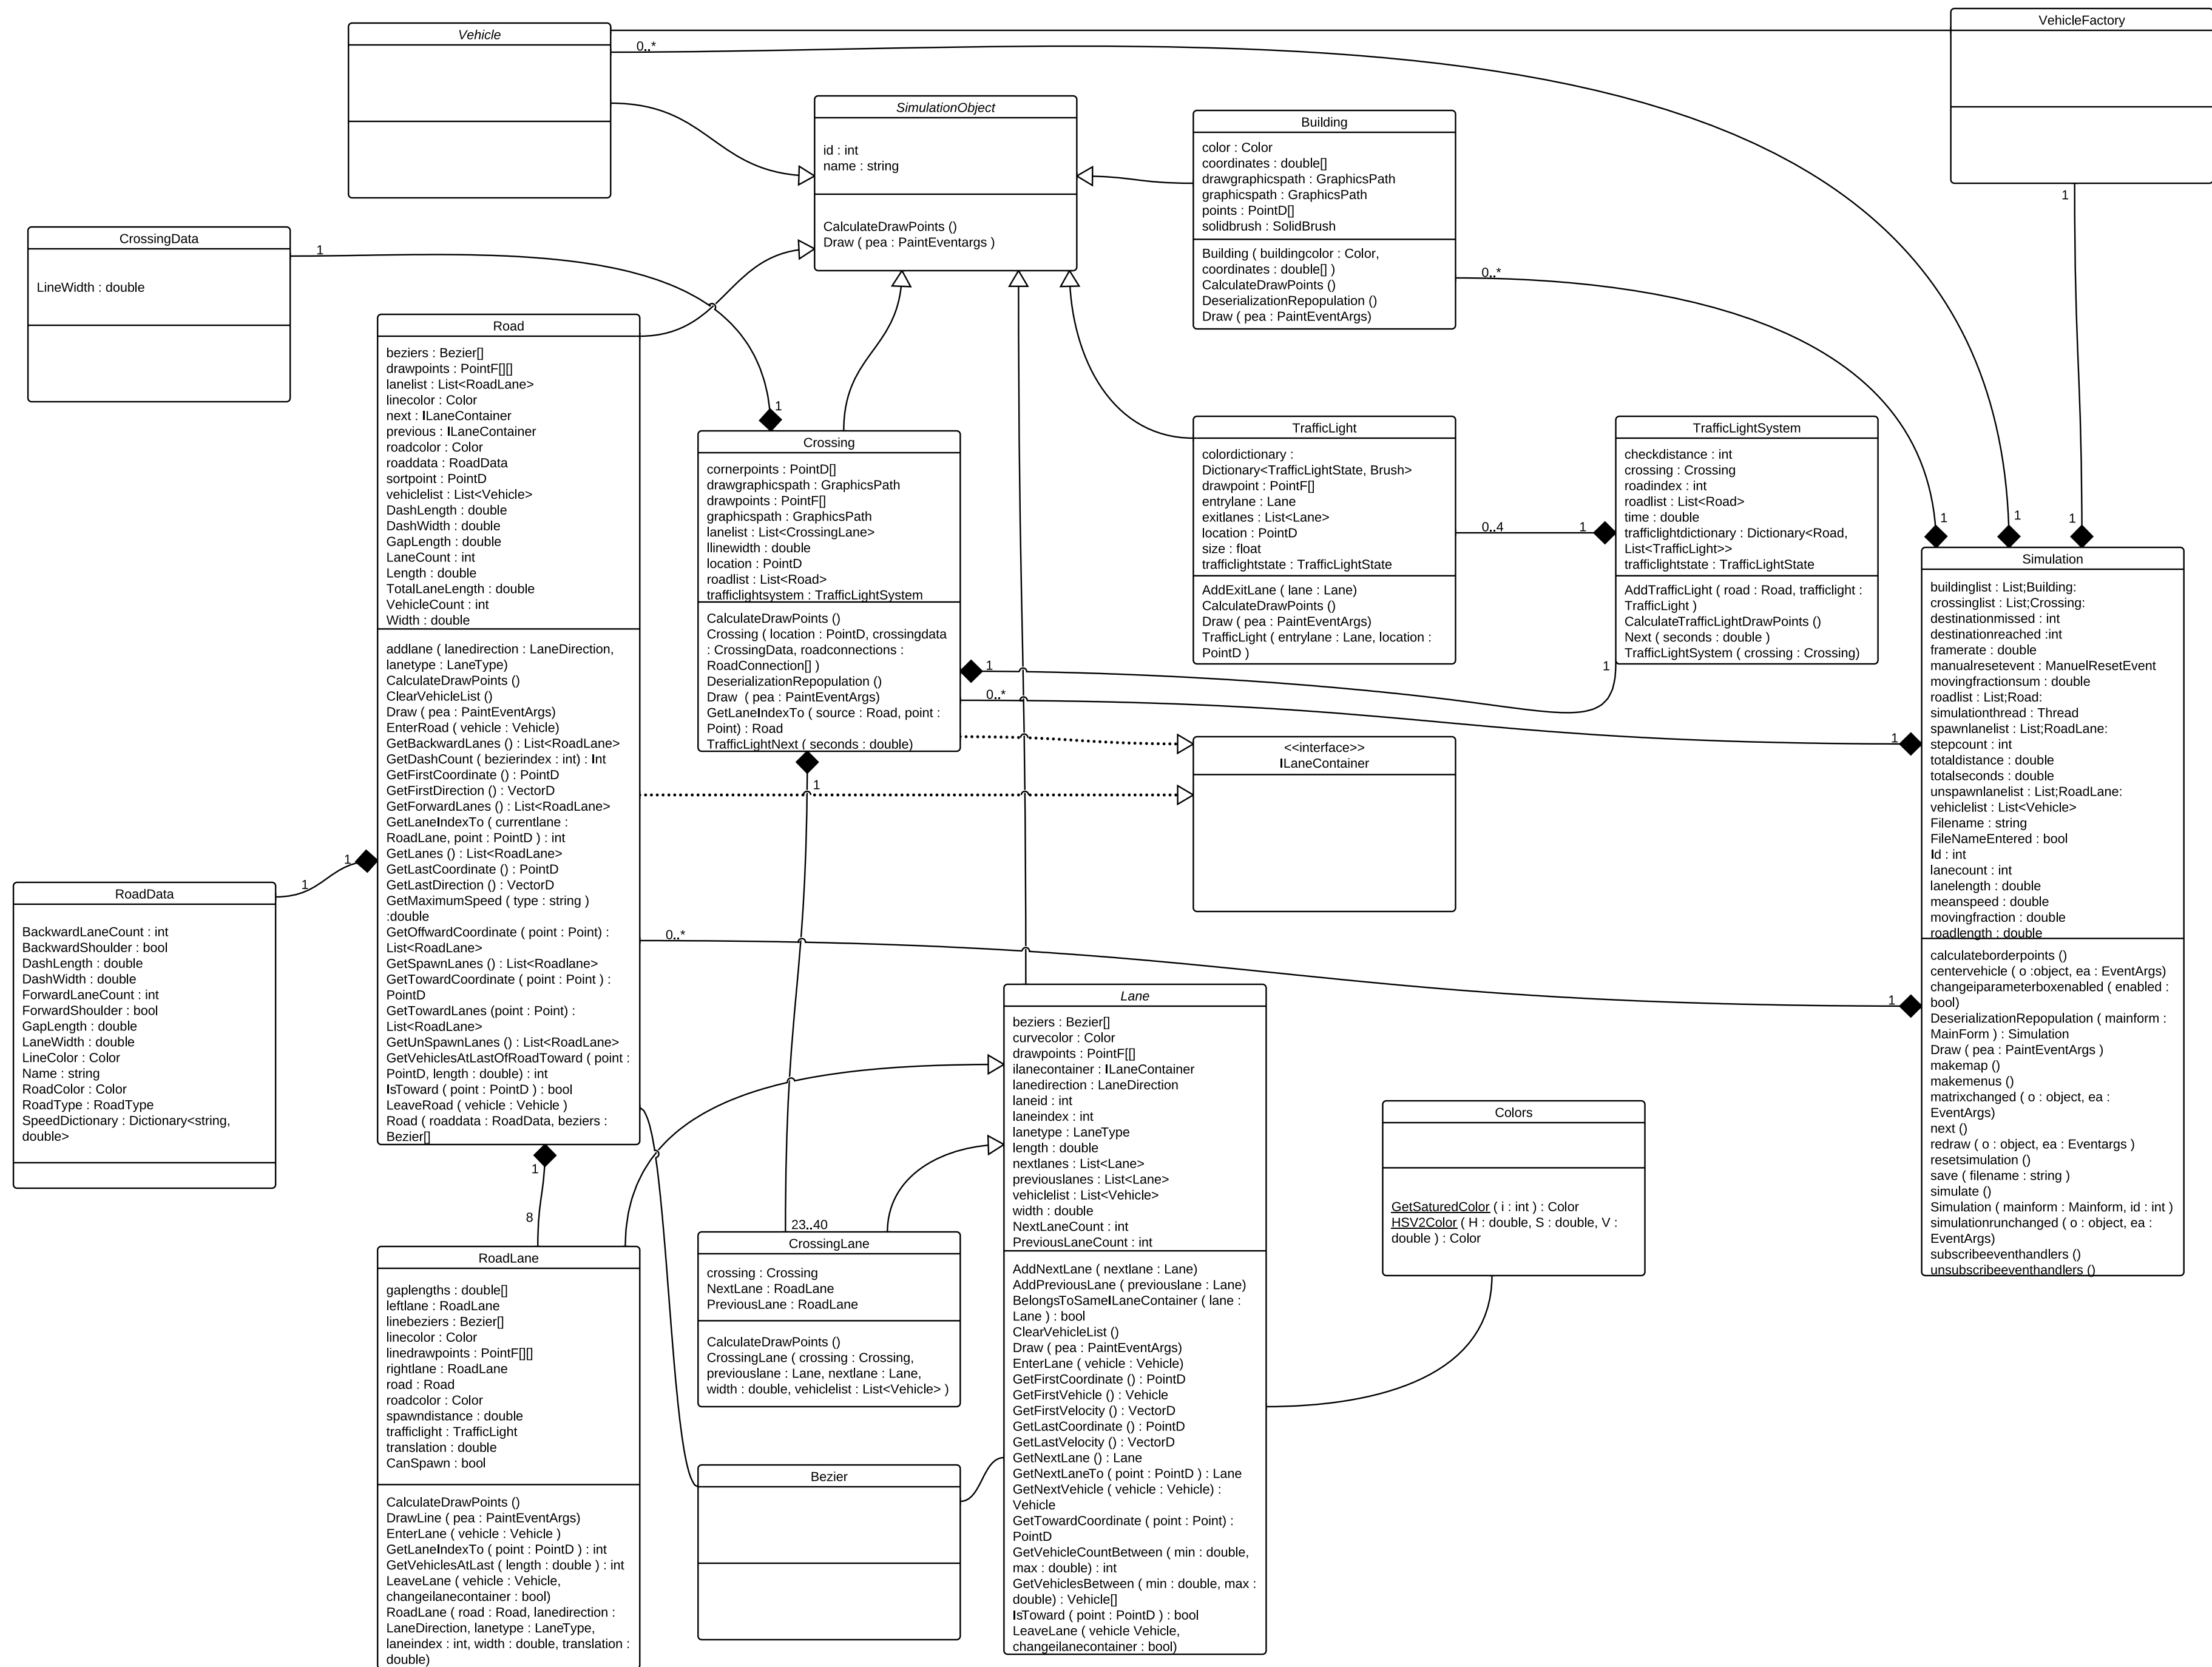 Vehicle
0..*
VehicleFactory
1
SimulationObject
id : int
name : string
CalculateDrawPoints ()
Draw ( pea : PaintEventargs )
Building
color : Color
coordinates : double[]
drawgraphicspath : GraphicsPath
graphicspath : GraphicsPath
points : PointD[]
solidbrush : SolidBrush
Building ( buildingcolor : Color,
coordinates : double[] )
CalculateDrawPoints ()
DeserializationRepopulation ()
Draw ( pea : PaintEventArgs)
0..*
CrossingData
LineWidth : double
1
1
Road
beziers : Bezier[]
drawpoints : PointF[][]
lanelist : List<RoadLane>
linecolor : Color
next : ILaneContainer
previous : ILaneContainer
roadcolor : Color
roaddata : RoadData
sortpoint : PointD
vehiclelist : List<Vehicle>
DashLength : double
DashWidth : double
GapLength : double
LaneCount : int
Length : double
TotalLaneLength : double
VehicleCount : int
Width : double
addlane ( lanedirection : LaneDirection,
lanetype : LaneType)
CalculateDrawPoints ()
ClearVehicleList ()
Draw ( pea : PaintEventArgs)
EnterRoad ( vehicle : Vehicle)
GetBackwardLanes () : List<RoadLane>
GetDashCount ( bezierindex : int) : Int
GetFirstCoordinate () : PointD
GetFirstDirection () : VectorD
GetForwardLanes () : List<RoadLane>
GetLaneIndexTo ( currentlane :
RoadLane, point : PointD ) : int
GetLanes () : List<RoadLane>
GetLastCoordinate () : PointD
GetLastDirection () : VectorD
GetMaximumSpeed ( type : string )
:double
GetOffwardCoordinate ( point : Point) :
List<RoadLane>
GetSpawnLanes () : List<Roadlane>
GetTowardCoordinate ( point : Point ) :
PointD
GetTowardLanes (point : Point) :
List<RoadLane>
GetUnSpawnLanes () : List<RoadLane>
GetVehiclesAtLastOfRoadToward ( point :
PointD, length : double) : int
IsToward ( point : PointD ) : bool
LeaveRoad ( vehicle : Vehicle )
Road ( roaddata : RoadData, beziers :
Bezier[]
Crossing
cornerpoints : PointD[]
drawgraphicspath : GraphicsPath
drawpoints : PointF[]
graphicspath : GraphicsPath
lanelist : List<CrossingLane>
llinewidth : double
location : PointD
roadlist : List<Road>
trafficlightsystem : TrafficLightSystem
CalculateDrawPoints ()
Crossing ( location : PointD, crossingdata
: CrossingData, roadconnections :
RoadConnection[] )
DeserializationRepopulation ()
Draw ( pea : PaintEventArgs)
GetLaneIndexTo ( source : Road, point :
Point) : Road
TrafficLightNext ( seconds : double)
1
0..*
1
TrafficLight
colordictionary :
Dictionary<TrafficLightState, Brush>
drawpoint : PointF[]
entrylane : Lane
exitlanes : List<Lane>
location : PointD
size : float
trafficlightstate : TrafficLightState
AddExitLane ( lane : Lane)
CalculateDrawPoints ()
Draw ( pea : PaintEventArgs)
TrafficLight ( entrylane : Lane, location :
PointD )
0..4
1
TrafficLightSystem
checkdistance : int
crossing : Crossing
roadindex : int
roadlist : List<Road>
time : double
trafficlightdictionary : Dictionary<Road,
List<TrafficLight>>
trafficlightstate : TrafficLightState
AddTrafficLight ( road : Road, trafficlight :
TrafficLight )
CalculateTrafficLightDrawPoints ()
Next ( seconds : double )
TrafficLightSystem ( crossing : Crossing)
1
1
1
1
Simulation
buildinglist : List;Building:
crossinglist : List;Crossing:
destinationmissed : int
destinationreached :int
framerate : double
manualresetevent : ManuelResetEvent
movingfractionsum : double
roadlist : List;Road:
simulationthread : Thread
spawnlanelist : List;RoadLane:
stepcount : int
totaldistance : double
totalseconds : double
unspawnlanelist : List;RoadLane:
vehiclelist : List<Vehicle>
Filename : string
FileNameEntered : bool
Id : int
lanecount : int
lanelength : double
meanspeed : double
movingfraction : double
roadlength : double
calculateborderpoints ()
centervehicle ( o :object, ea : EventArgs)
changeiparameterboxenabled ( enabled :
bool)
DeserializationRepopulation ( mainform :
MainForm ) : Simulation
Draw ( pea : PaintEventArgs )
makemap ()
makemenus ()
matrixchanged ( o : object, ea :
EventArgs)
next ()
redraw ( o : object, ea : Eventargs )
resetsimulation ()
save ( filename : string )
simulate ()
Simulation ( mainform : Mainform, id : int )
simulationrunchanged ( o : object, ea :
EventArgs)
subscribeeventhandlers ()
unsubscribeeventhandlers ()
1
1
<<interface>>
ILaneContainer
1
1
RoadData
BackwardLaneCount : int
BackwardShoulder : bool
DashLength : double
DashWidth : double
ForwardLaneCount : int
ForwardShoulder : bool
GapLength : double
LaneWidth : double
LineColor : Color
Name : string
RoadColor : Color
RoadType : RoadType
SpeedDictionary : Dictionary<string,
double>
0..*
1
8
RoadLane
gaplengths : double[]
leftlane : RoadLane
linebeziers : Bezier[]
linecolor : Color
linedrawpoints : PointF[][]
rightlane : RoadLane
road : Road
roadcolor : Color
spawndistance : double
trafficlight : TrafficLight
translation : double
CanSpawn : bool
CalculateDrawPoints ()
DrawLine ( pea : PaintEventArgs)
EnterLane ( vehicle : Vehicle )
GetLaneIndexTo ( point : PointD ) : int
GetVehiclesAtLast ( length : double ) : int
LeaveLane ( vehicle : Vehicle,
changeilanecontainer : bool)
RoadLane ( road : Road, lanedirection :
LaneDirection, lanetype : LaneType,
laneindex : int, width : double, translation :
double)
23..40
CrossingLane
crossing : Crossing
NextLane : RoadLane
PreviousLane : RoadLane
CalculateDrawPoints ()
CrossingLane ( crossing : Crossing,
previouslane : Lane, nextlane : Lane,
width : double, vehiclelist : List<Vehicle> )
Bezier
Lane
beziers : Bezier[]
curvecolor : Color
drawpoints : PointF[[]
ilanecontainer : ILaneContainer
lanedirection : LaneDirection
laneid : int
laneindex : int
lanetype : LaneType
length : double
nextlanes : List<Lane>
previouslanes : List<Lane>
vehiclelist : List<Vehicle>
width : double
NextLaneCount : int
PreviousLaneCount : int
AddNextLane ( nextlane : Lane)
AddPreviousLane ( previouslane : Lane)
BelongsToSameILaneContainer ( lane :
Lane ) : bool
ClearVehicleList ()
Draw ( pea : PaintEventArgs)
EnterLane ( vehicle : Vehicle)
GetFirstCoordinate () : PointD
GetFirstVehicle () : Vehicle
GetFirstVelocity () : VectorD
GetLastCoordinate () : PointD
GetLastVelocity () : VectorD
GetNextLane () : Lane
GetNextLaneTo ( point : PointD ) : Lane
GetNextVehicle ( vehicle : Vehicle) :
Vehicle
GetTowardCoordinate ( point : Point) :
PointD
GetVehicleCountBetween ( min : double,
max : double) : int
GetVehiclesBetween ( min : double, max :
double) : Vehicle[]
IsToward ( point : PointD ) : bool
LeaveLane ( vehicle Vehicle,
changeilanecontainer : bool)
Colors
GetSaturedColor ( i : int ) : Color
HSV2Color ( H : double, S : double, V :
double ) : Color